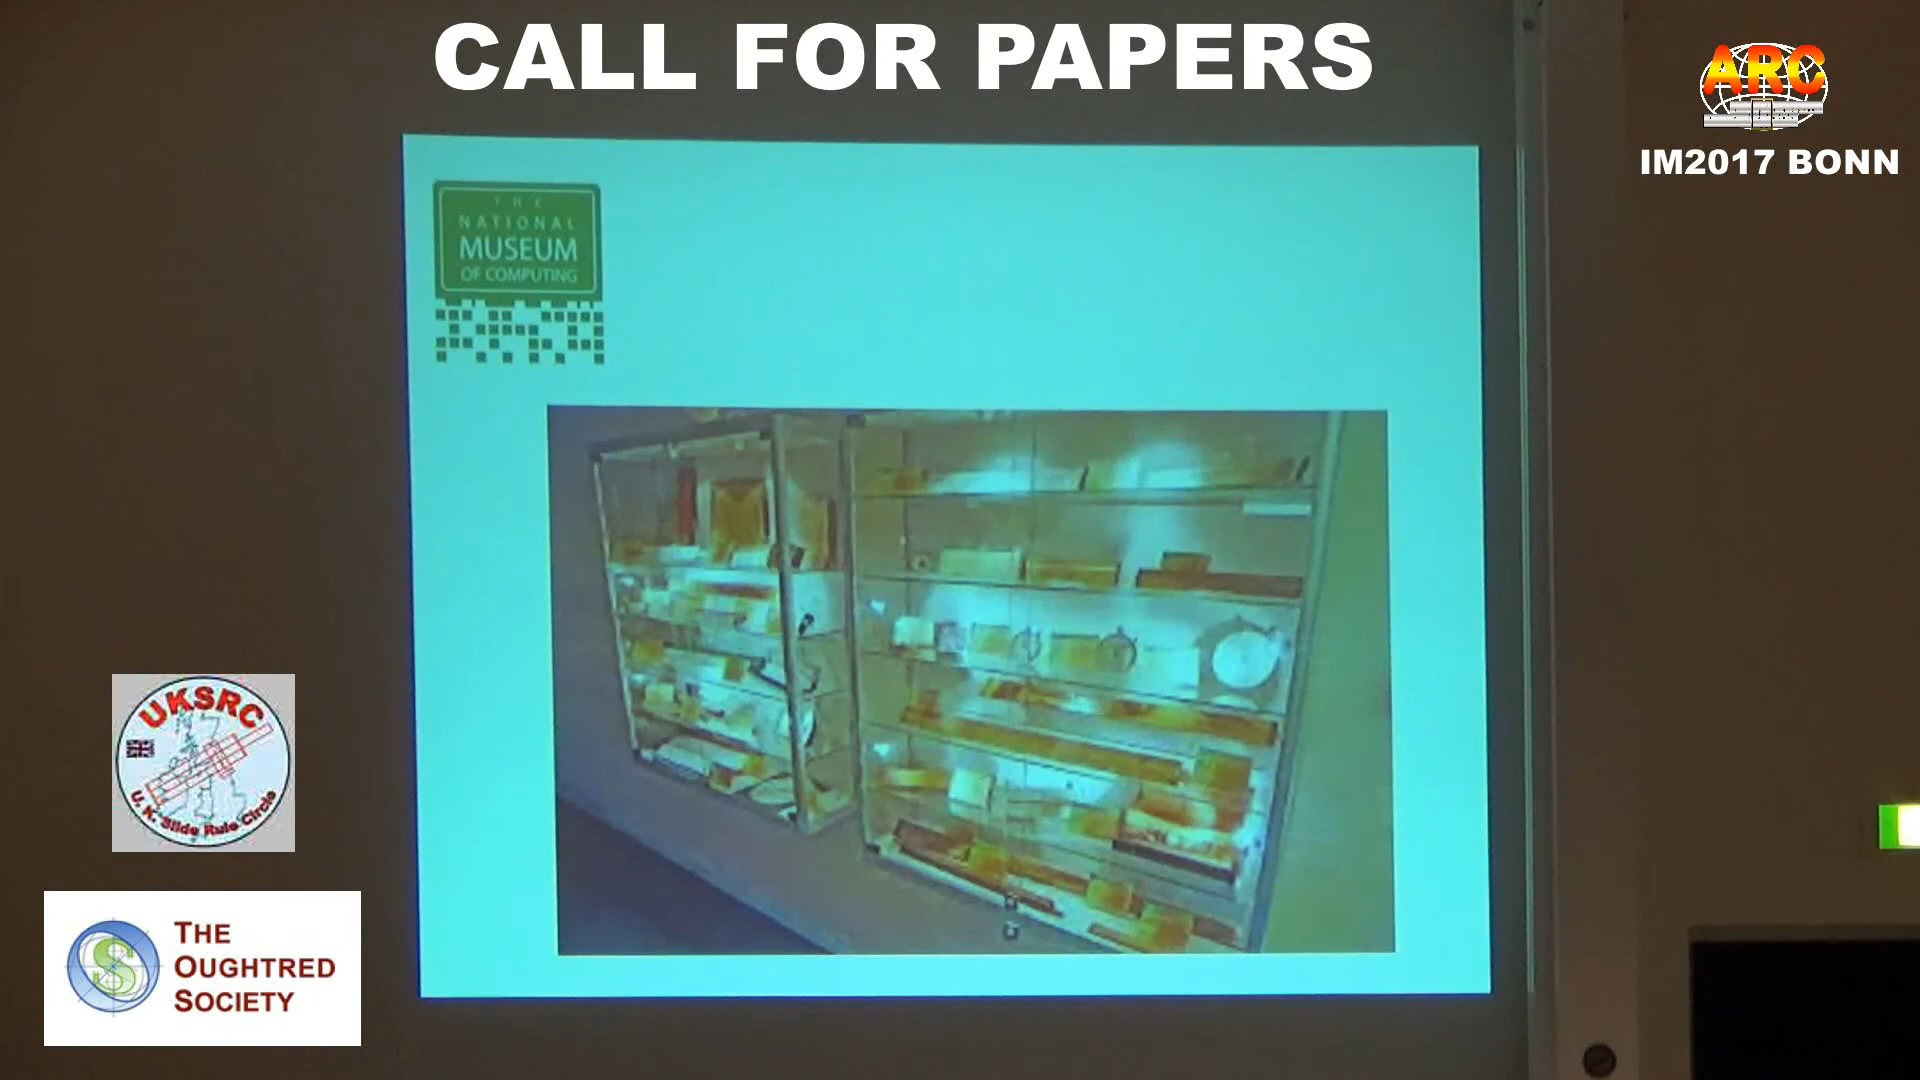 CALL FOR PAPERS
ARC
IM2017 BONN
THE
NATIONAL
MUSEUM
OF COMPUTING
UKSRC
U.K. Slide Rule Circle
THE
OUGHTRED
SOCIETY